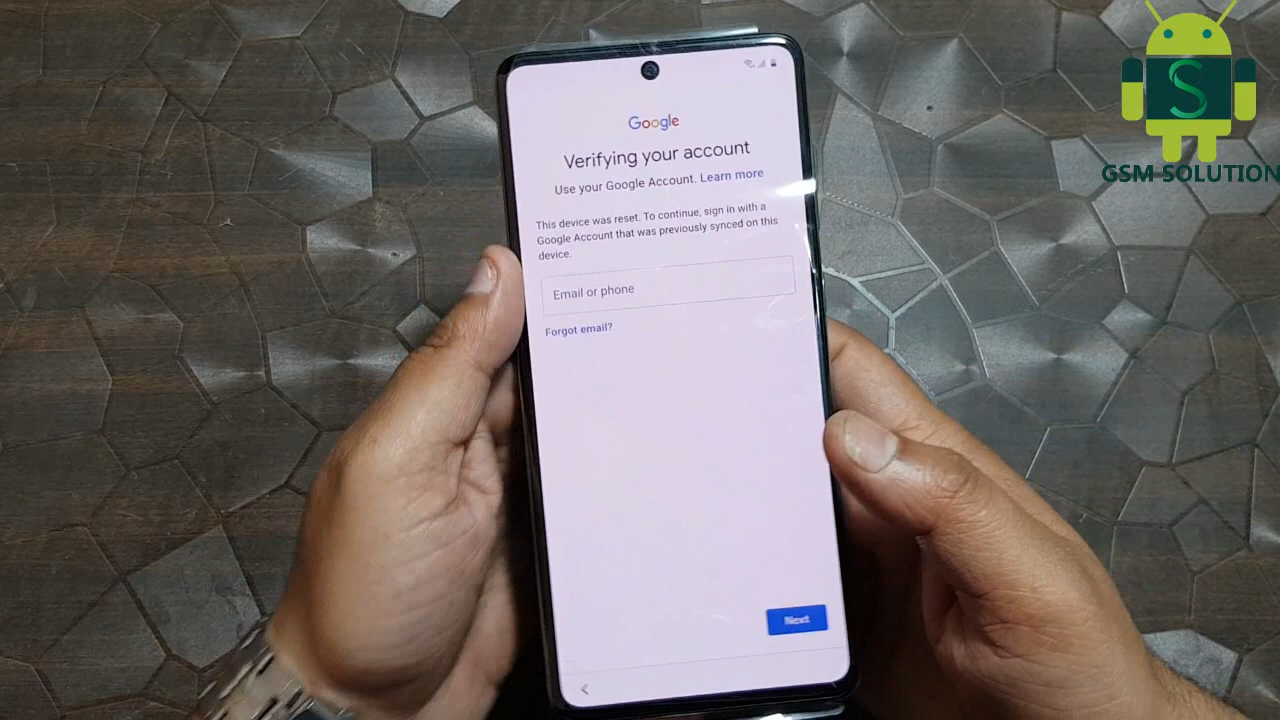 Google
Verifying your account
Use your Google Account. Learn more
This device was reset. To continue, sign in with a
Google Account that was previously synced on this
device.
Email or phone
Forgot email?
Next
S
GSM SOLUTION